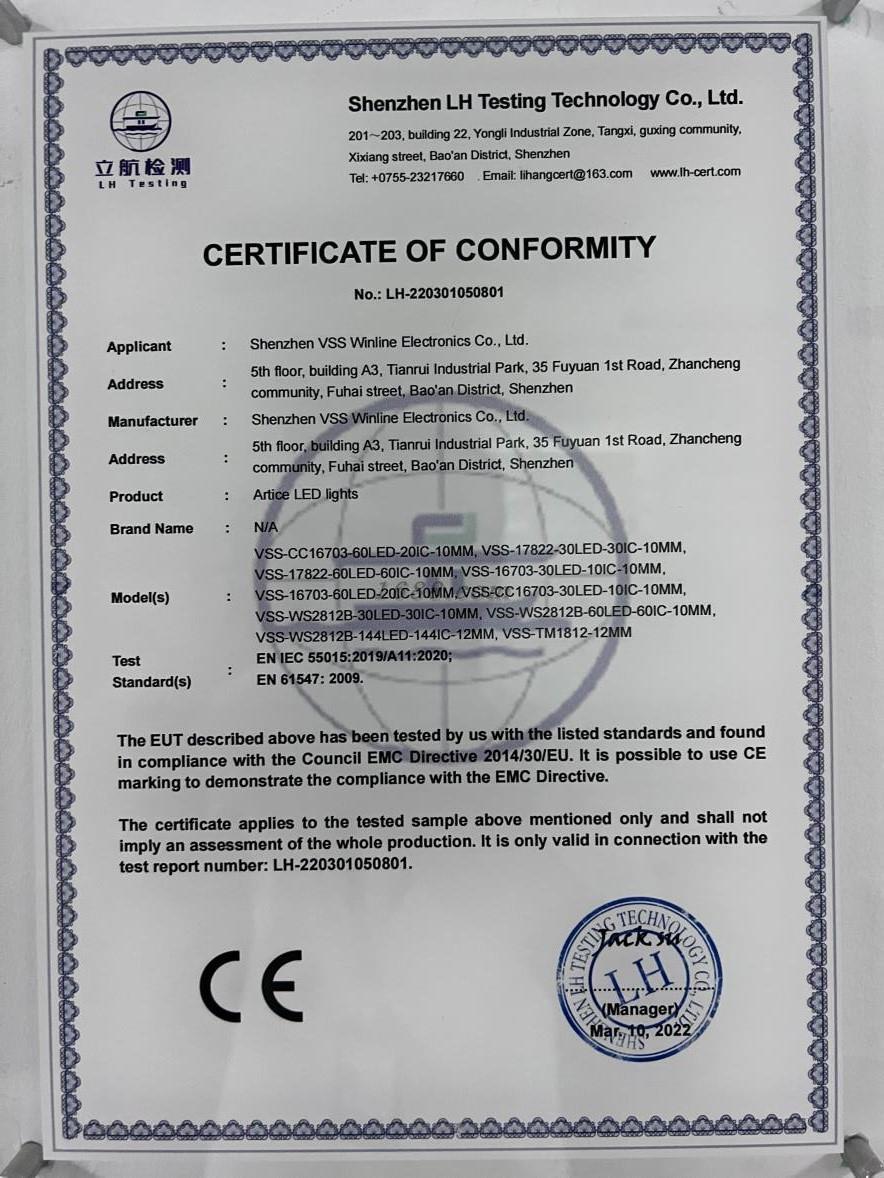 立航检测
LH Testing
Shenzhen LH Testing Technology Co., Ltd.
201~203, building 22, Yongli Industrial Zone, Tangxi, guxing community,
Xixiang street, Bao'an District, Shenzhen
Tel: +0755-23217660 . Email: lihangcert@163.com www.lh-cert.com
CERTIFICATE OF CONFORMITY
No.: LH-220301050801
Applicant : Shenzhen VSS Winline Electronics Co., Ltd.
Address : 5th floor, building A3, Tianrui Industrial Park, 35 Fuyuan 1st Road, Zhancheng
community, Fuhai street, Bao'an District, Shenzhen
Manufacturer : Shenzhen VSS Winline Electronics Co., Ltd.
Address : 5th floor, building A3, Tianrui Industrial Park, 35 Fuyuan 1st Road, Zhancheng
community, Fuhai street, Bao'an District, Shenzhen
Product : Artice LED lights
Brand Name : N/A
Model(s) : VSS-CC16703-60LED-20IC-10MM, VSS-17822-30LED-30IC-10MM,
VSS-17822-60LED-60IC-10MM, VSS-16703-30LED-10IC-10MM,
VSS-16703-60LED-20IC-10MM, VSS-CC16703-30LED-10IC-10MM,
VSS-WS2812B-30LED-30IC-10MM, VSS-WS2812B-60LED-60IC-10MM,
VSS-WS2812B-144LED-144IC-12MM, VSS-TM1812-12MM
Test
Standard(s) : EN IEC 55015:2019/A11:2020;
EN 61547: 2009.
The EUT described above has been tested by us with the listed standards and found
in compliance with the Council EMC Directive 2014/30/EU. It is possible to use CE
marking to demonstrate the compliance with the EMC Directive.
The certificate applies to the tested sample above mentioned only and shall not
imply an assessment of the whole production. It is only valid in connection with the
test report number: LH-220301050801.
CE
SHENZHEN LH TESTING TECHNOLOGY CO., LTD
Jack su
LH
(Manager)
Mar. 10, 2022